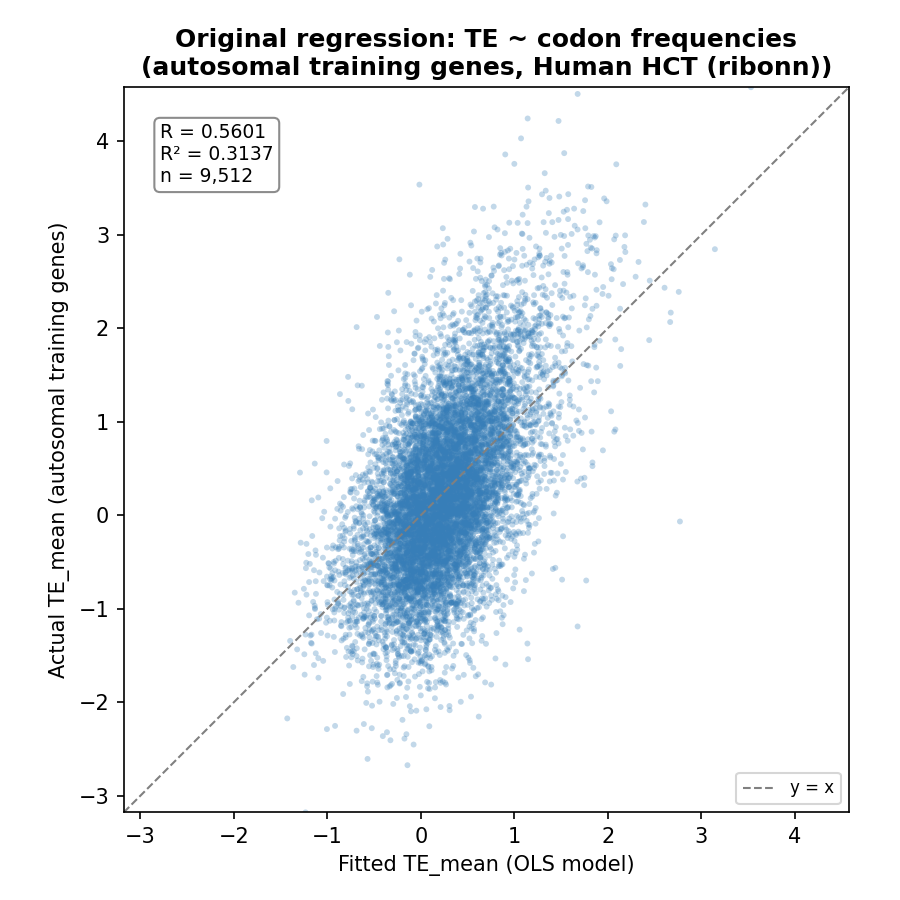 Original regression: TE ~ codon frequencies
(autosomal training genes, Human HCT (ribonn))
R = 0.5601
R² = 0.3137
n = 9,512
Actual TE_mean (autosomal training genes)
4
3
2
1
0
−1
−2
−3
y = x
−3
−2
−1
0
1
2
3
4
Fitted TE_mean (OLS model)